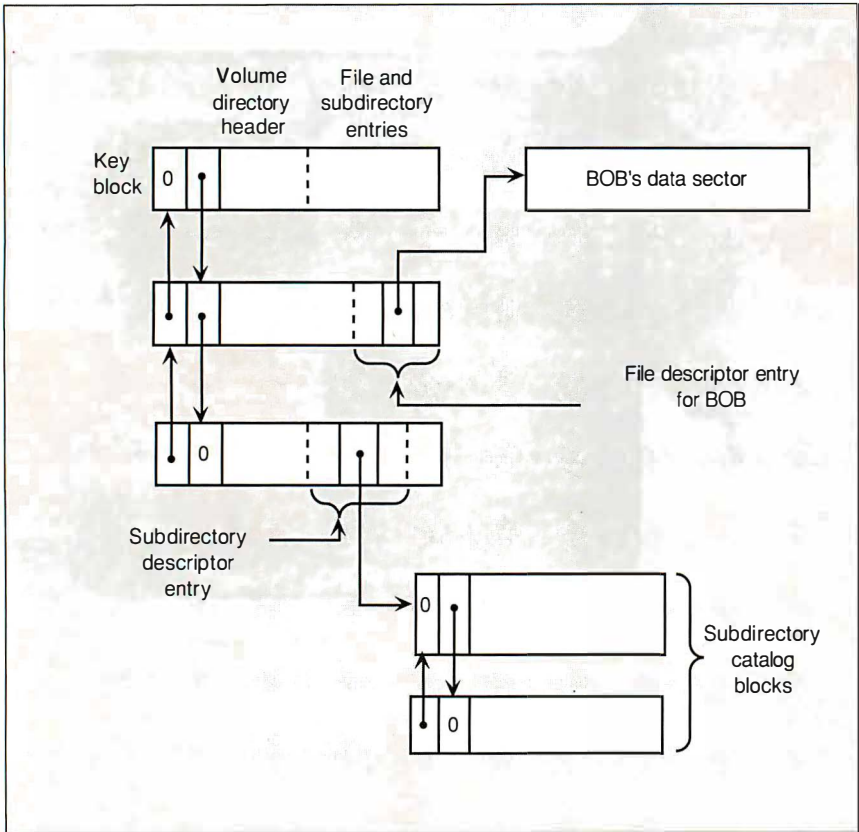 Volume
directory
header
File and
subdirectory
entries
Key
block
0
BOB's data sector
File descriptor entry
for BOB
0
Subdirectory
descriptor
entry
0
Subdirectory
catalog
blocks
0